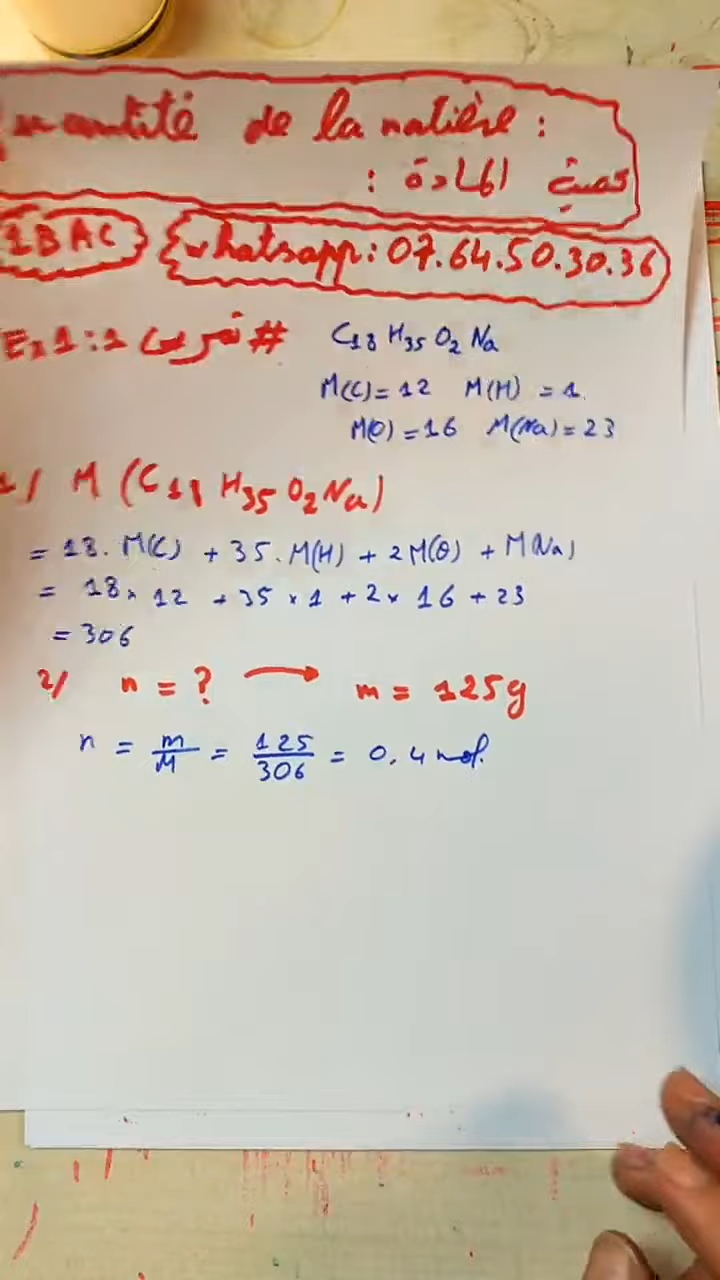 de la matière :
كمية المادة :
1BAC whatsapp: 07.64.50.30.36
Ex1 : تمرين 1 # C18 H35 O2 Na
M(C)=12 M(H) = 1.
M(O)=16 M(Na)=23
1/ M (C18 H35 O2 Na)
= 18. M(C) + 35. M(H) + 2M(O) + M(Na)
= 18 × 12 + 35 × 1 + 2 × 16 + 23
= 306
2/ n = ? → m = 125g
n = m/M = 125/306 = 0,4 mol.